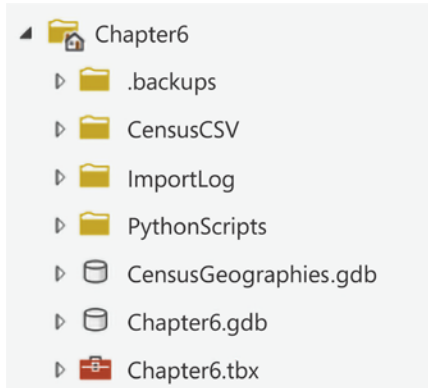 Chapter6
.backups
CensusCSV
ImportLog
PythonScripts
CensusGeographies.gdb
Chapter6.gdb
Chapter6.tbx